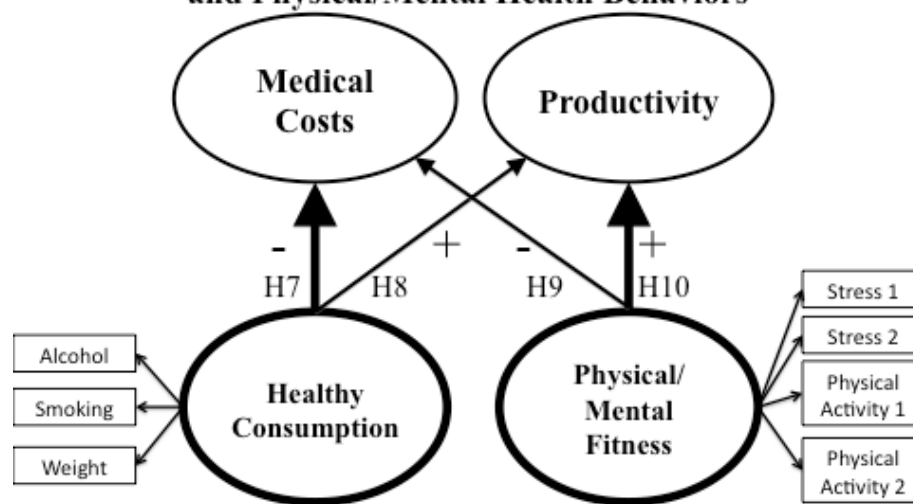 and Physical/Mental Health Behaviors
Medical
Costs
Productivity
-
+
-
+
H7
H8
H9
H10
Alcohol
Smoking
Weight
Healthy
Consumption
Physical/
Mental
Fitness
Stress 1
Stress 2
Physical
Activity 1
Physical
Activity 2